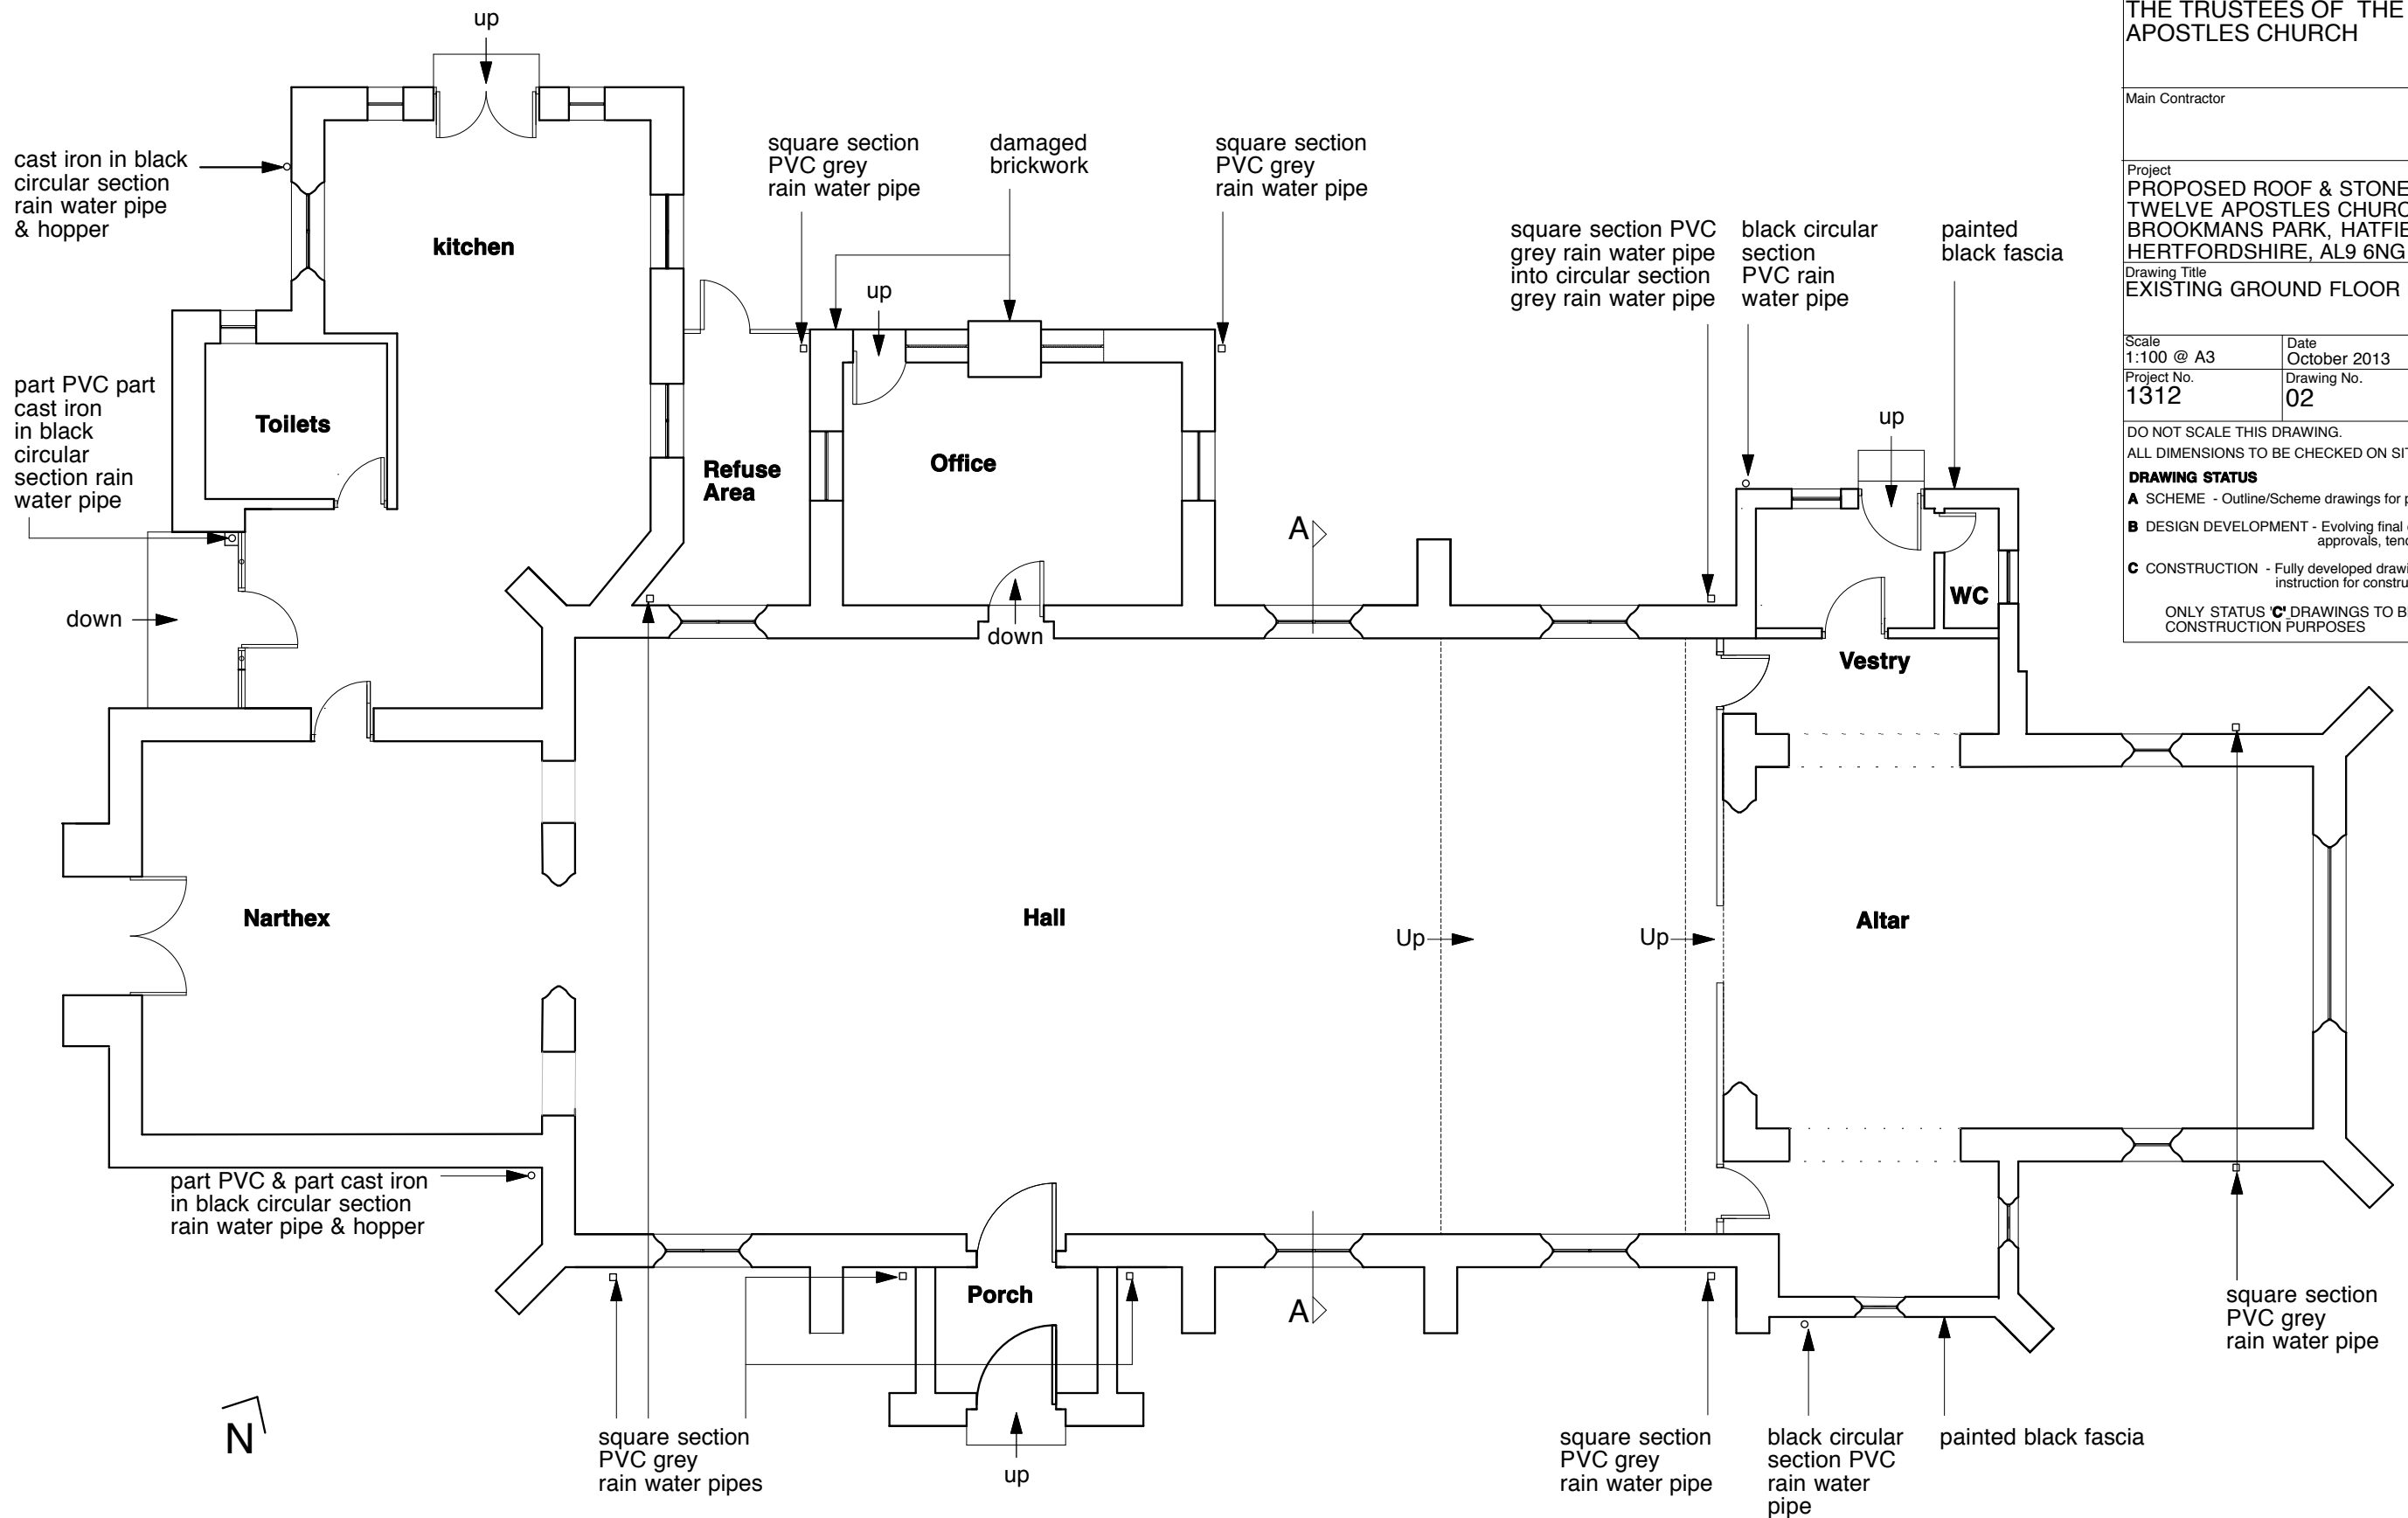 up
cast iron in black
circular section
rain water pipe
& hopper
kitchen
square section
PVC grey
rain water pipe
damaged
brickwork
square section
PVC grey
rain water pipe
square section PVC
grey rain water pipe
into circular section
grey rain water pipe
black circular
section
PVC rain
water pipe
painted
black fascia
up
part PVC part
cast iron
in black
circular
section rain
water pipe
Toilets
Refuse
Area
Office
up
A
WC
down
down
Vestry
Narthex
Hall
Altar
Up
Up
part PVC & part cast iron
in black circular section
rain water pipe & hopper
Porch
A
square section
PVC grey
rain water pipe
N
square section
PVC grey
rain water pipes
up
square section
PVC grey
rain water pipe
black circular
section PVC
rain water
pipe
painted black fascia
THE TRUSTEES OF THE
APOSTLES CHURCH
Main Contractor
Project
PROPOSED ROOF & STONE
TWELVE APOSTLES CHURC
BROOKMANS PARK, HATFIE
HERTFORDSHIRE, AL9 6NG
Drawing Title
EXISTING GROUND FLOOR
Scale
1:100 @ A3
Date
October 2013
Project No.
1312
Drawing No.
02
DO NOT SCALE THIS DRAWING.
ALL DIMENSIONS TO BE CHECKED ON SIT
DRAWING STATUS
A SCHEME - Outline/Scheme drawings for p
B DESIGN DEVELOPMENT - Evolving final
approvals, tend
C CONSTRUCTION - Fully developed drawi
instruction for constru
ONLY STATUS 'C' DRAWINGS TO B
CONSTRUCTION PURPOSES